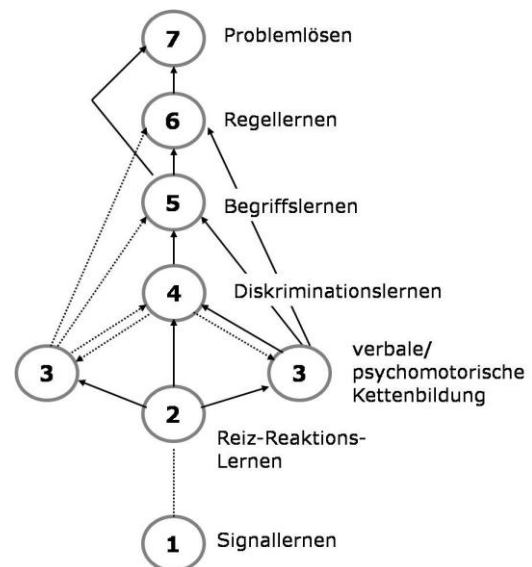 7 Problemlösen
6 Regellernen
5 Begriffslernen
4 Diskriminationslernen
3
3 verbale/
psychomotorische
Kettenbildung
2 Reiz-Reaktions-
Lernen
1 Signallernen